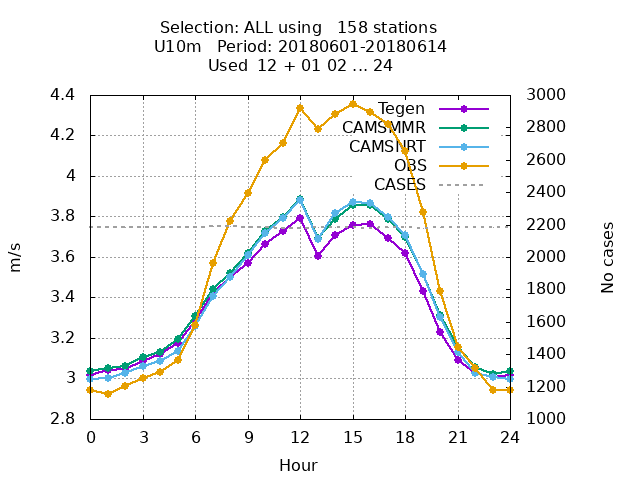 Selection: ALL using   158 stations
U10m   Period: 20180601-20180614
Used  12 + 01 02 ... 24
4.4
4.2
4
3.8
3.6
3.4
3.2
3
2.8
m/s
Tegen
CAMSMMR
CAMSNRT
OBS
CASES
3000
2800
2600
2400
2200
2000
1800
1600
1400
1200
1000
No cases
0 3 6 9 12 15 18 21 24
Hour